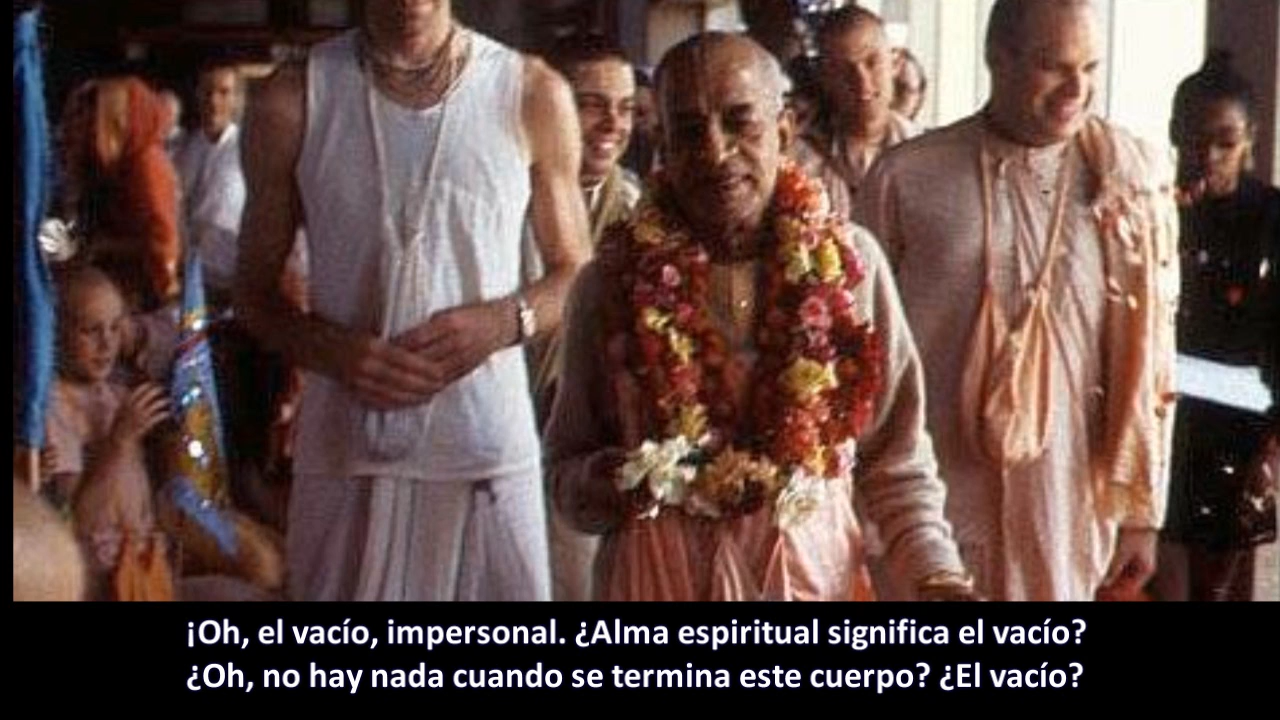 ¡Oh, el vacío, impersonal. ¿Alma espiritual significa el vacío?
¿Oh, no hay nada cuando se termina este cuerpo? ¿El vacío?